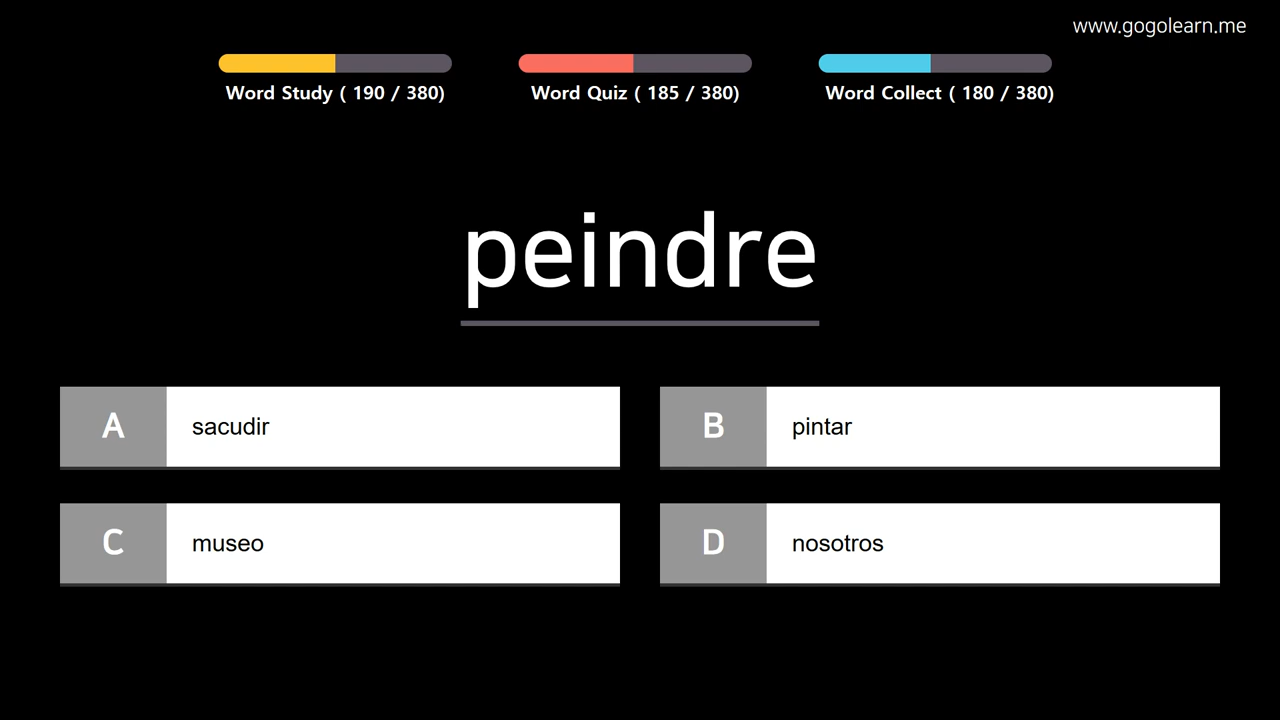 www.gogolearn.me
Word Study ( 190 / 380)
Word Quiz ( 185 / 380)
Word Collect ( 180 / 380)
peindre
A sacudir
B pintar
C museo
D nosotros